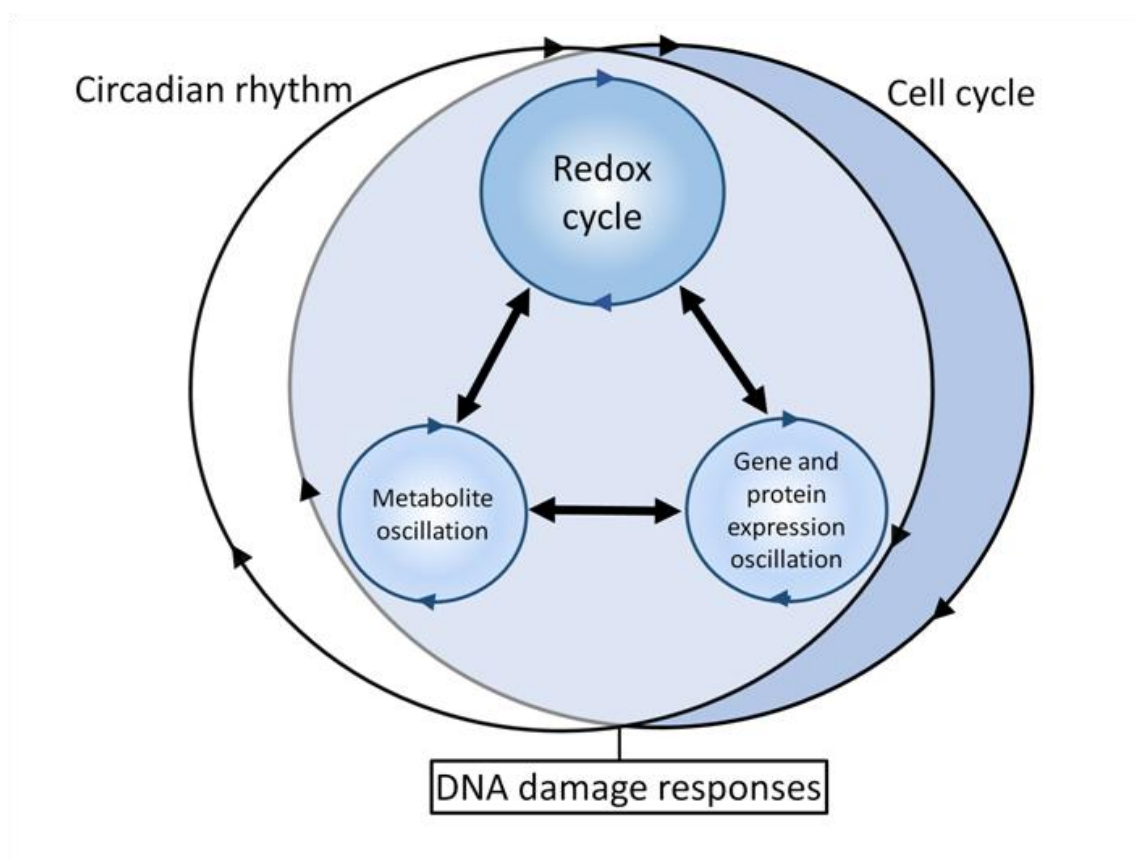 Circadian rhythm
Cell cycle
Redox
cycle
Metabolite
oscillation
Gene and
protein
expression
oscillation
DNA damage responses